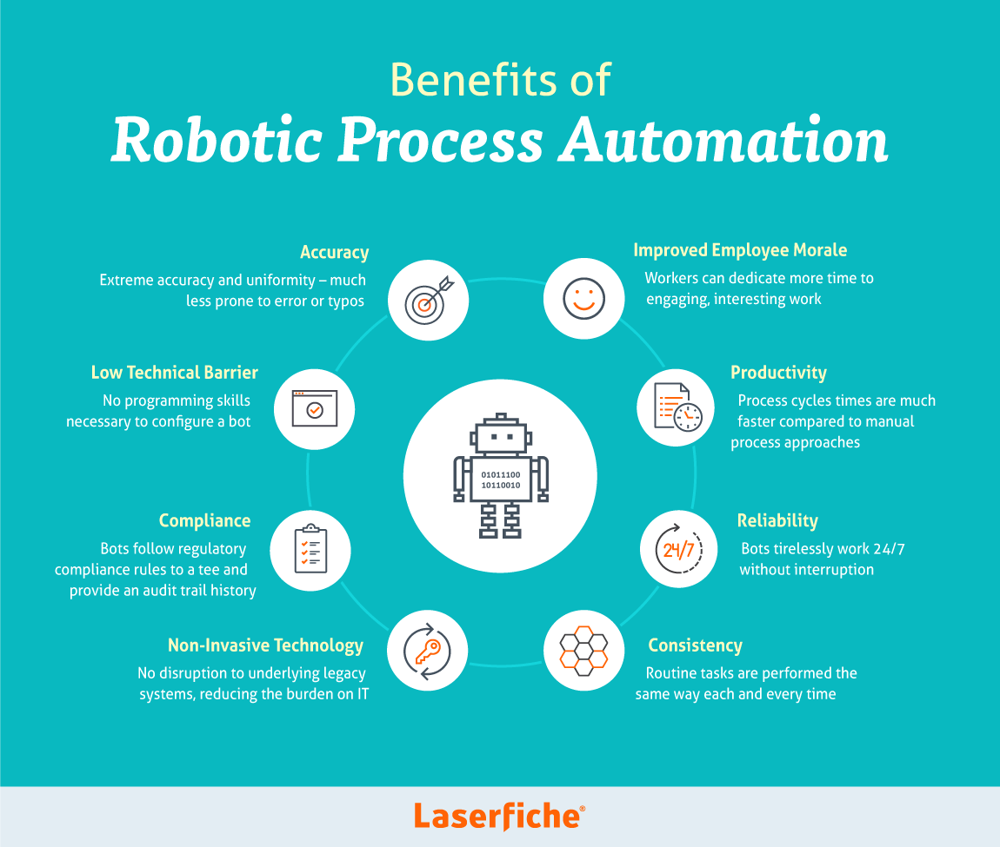 Benefits of
Robotic Process Automation
Accuracy
Extreme accuracy and uniformity – much
less prone to error or typos
Improved Employee Morale
Workers can dedicate more time to
engaging, interesting work
Low Technical Barrier
No programming skills
necessary to configure a bot
Productivity
Process cycles times are much
faster compared to manual
process approaches
01011100
10110010
Compliance
Bots follow regulatory
compliance rules to a tee and
provide an audit trail history
24/7
Reliability
Bots tirelessly work 24/7
without interruption
Non-Invasive Technology
No disruption to underlying legacy
systems, reducing the burden on IT
Consistency
Routine tasks are performed the
same way each and every time
Laserfiche®